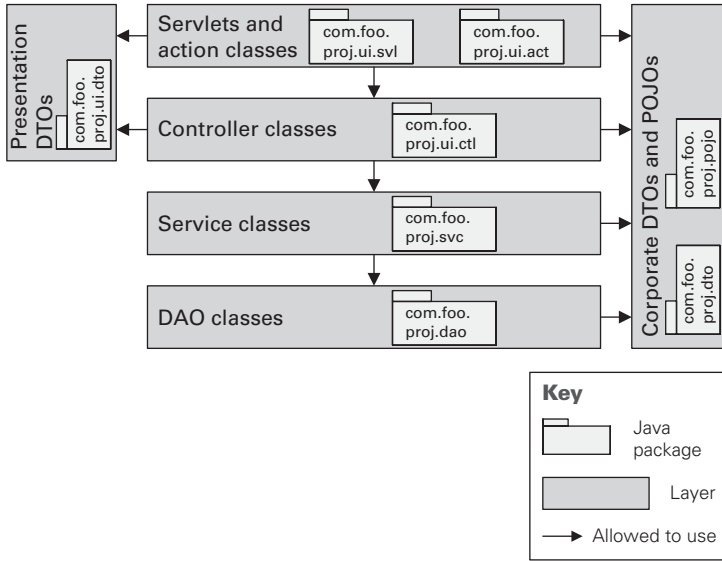 Servlets and
action classes
com.foo.
proj.ui.svl
com.foo.
proj.ui.act
Presentation
DTOs
com.foo.
proj.ui.dto
Controller classes
com.foo.
proj.ui.ctl
Service classes
com.foo.
proj.svc
DAO classes
com.foo.
proj.dao
Corporate DTOs and POJOs
com.foo.
proj.pojo
com.foo.
proj.dto
Key
Java
package
Layer
Allowed to use